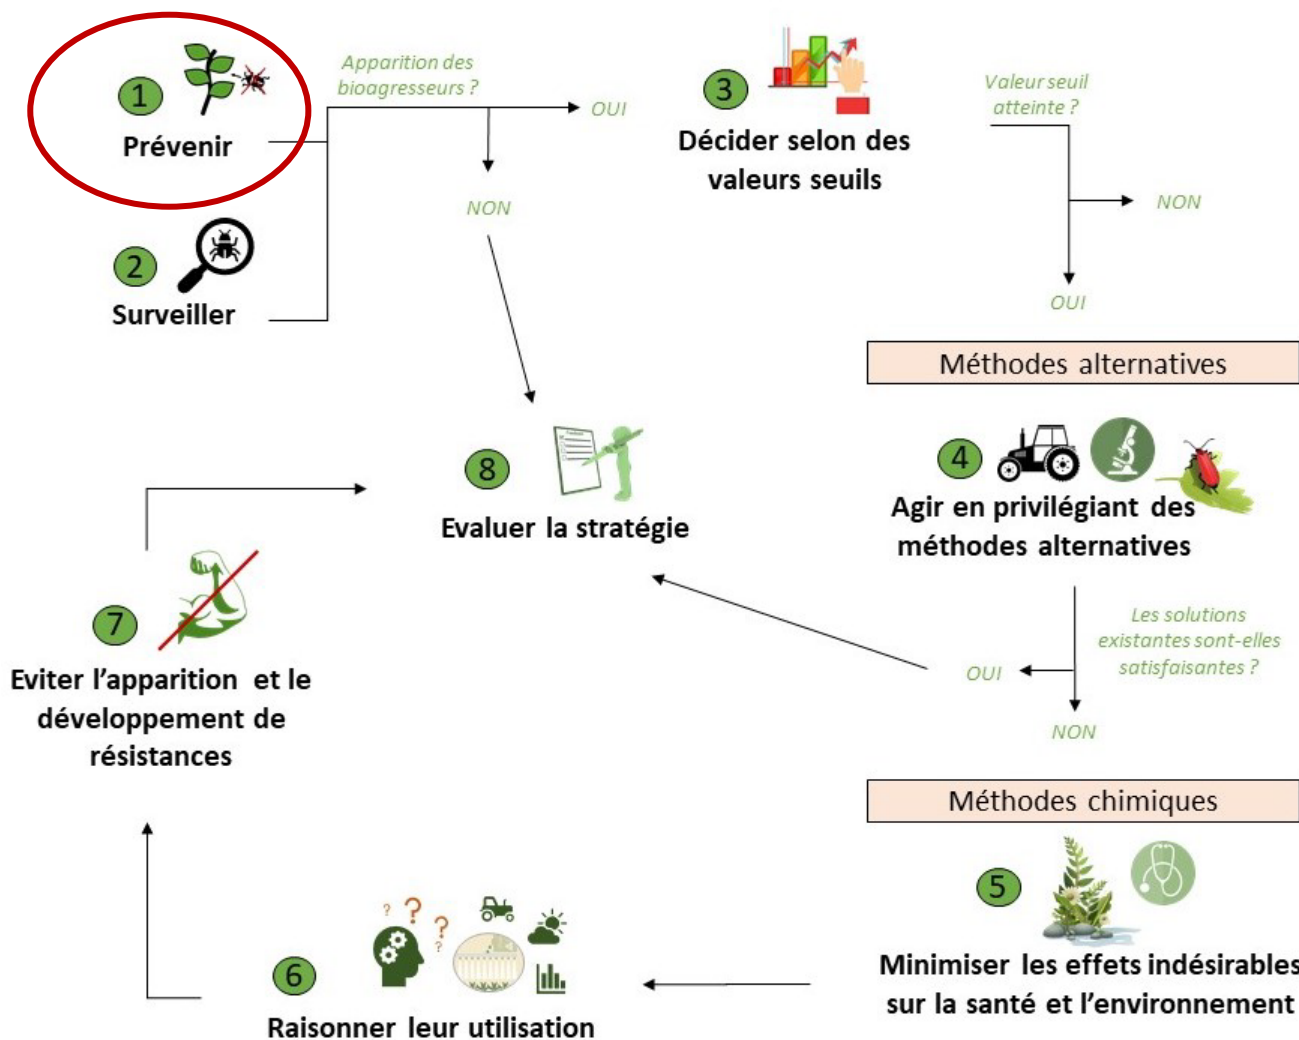 1
Prévenir
Apparition des
bioagresseurs ?
OUI
NON
2
Surveiller
3
Décider selon des
valeurs seuils
Valeur seuil
atteinte ?
NON
OUI
Méthodes alternatives
4
Agir en privilégiant des
méthodes alternatives
Les solutions
existantes sont-elles
satisfaisantes ?
OUI
NON
Méthodes chimiques
5
Minimiser les effets indésirables
sur la santé et l'environnement
? ? ? ?
6
Raisonner leur utilisation
7
Eviter l'apparition et le
développement de
résistances
8
Evaluer la stratégie